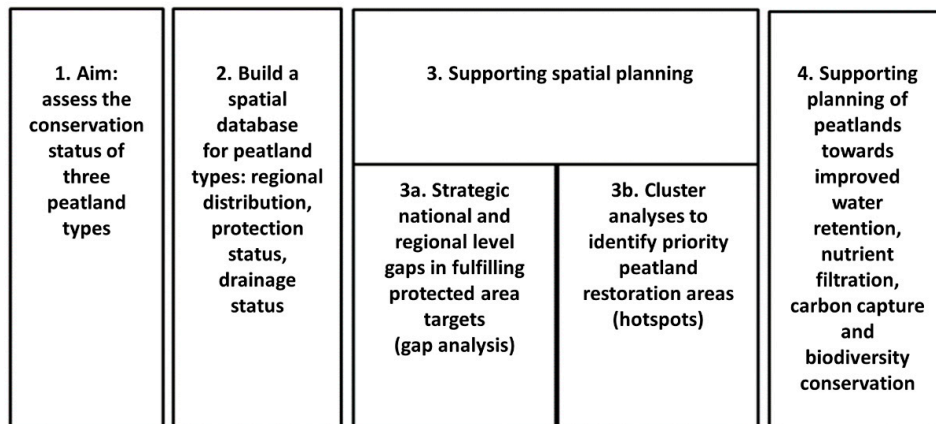 1. Aim:
assess the
conservation
status of
three
peatland
types
2. Build a
spatial
database
for peatland
types: regional
distribution,
protection
status,
drainage
status
3. Supporting spatial planning
3a. Strategic
national and
regional level
gaps in fulfilling
protected area
targets
(gap analysis)
3b. Cluster
analyses to
identify priority
peatland
restoration areas
(hotspots)
4. Supporting
planning of
peatlands
towards
improved
water
retention,
nutrient
filtration,
carbon capture
and
biodiversity
conservation